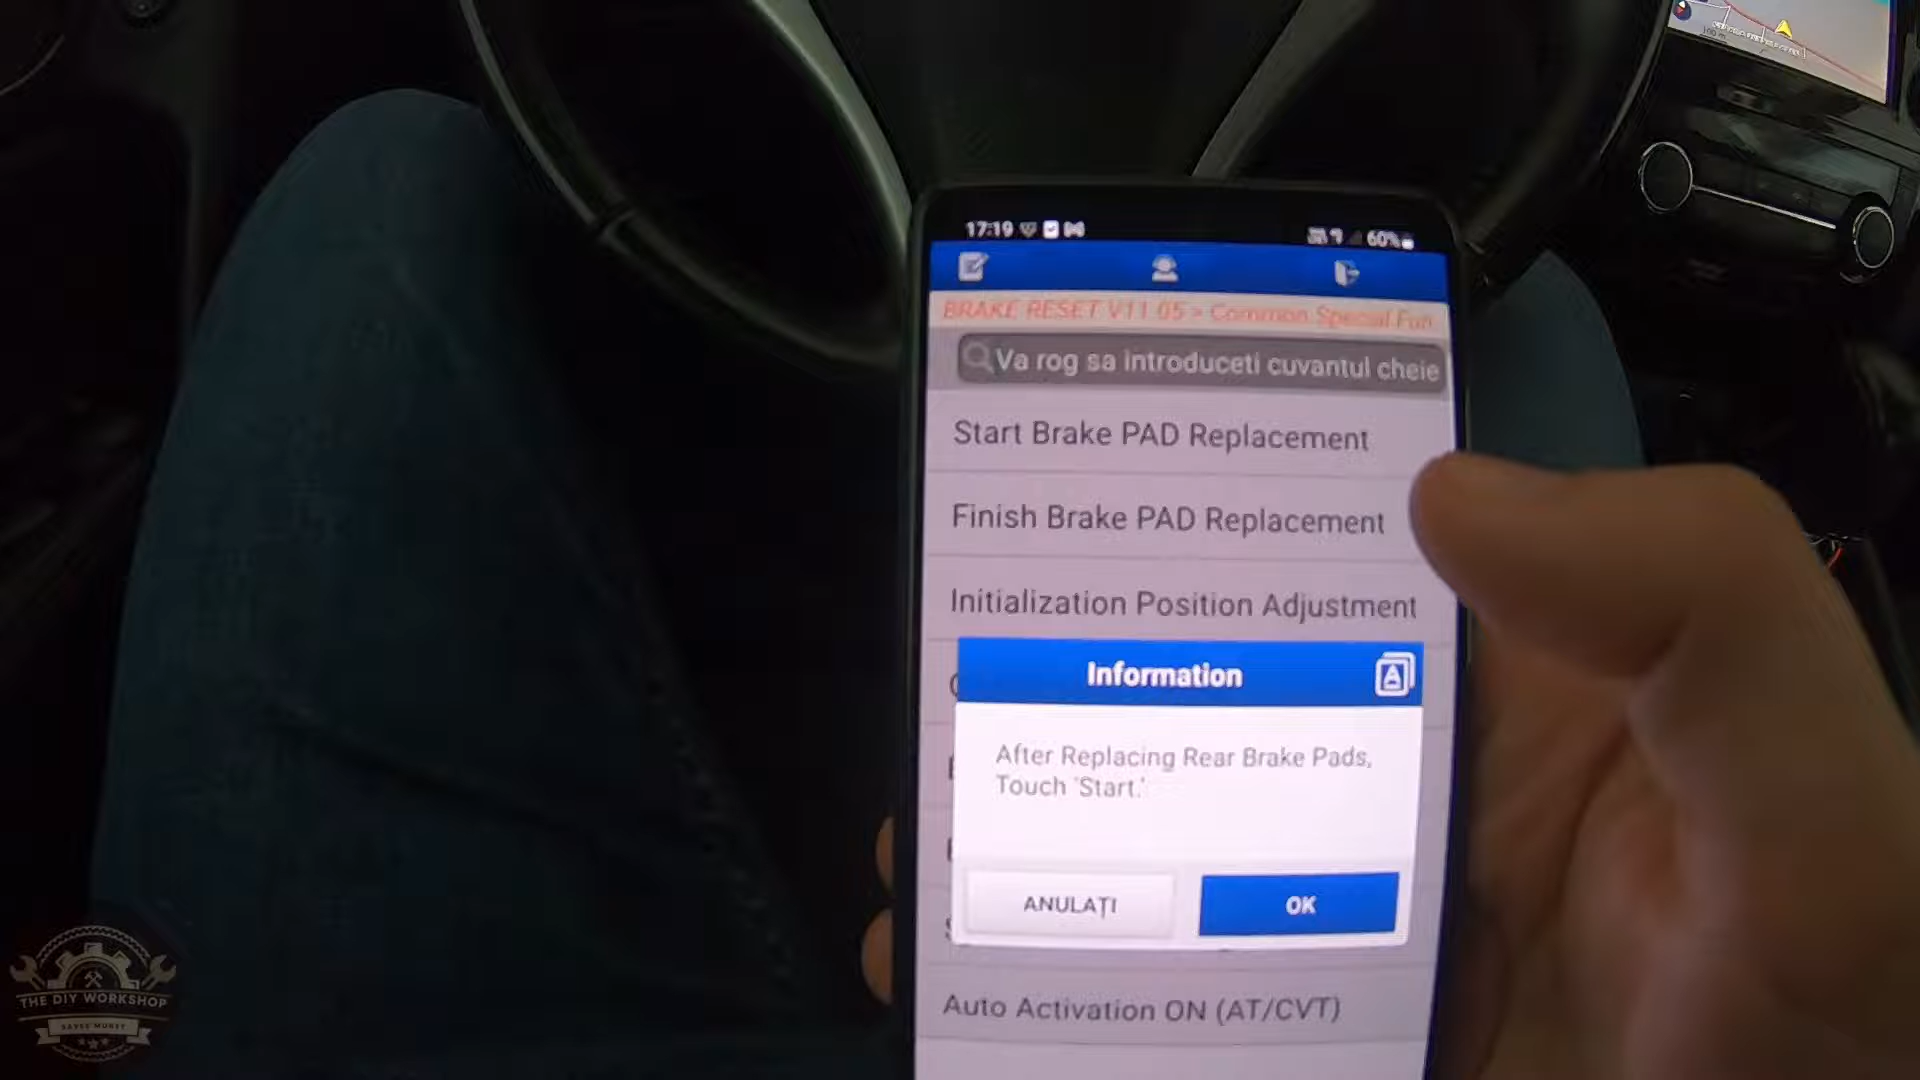 17:19
60%
BRAKE RESET V11.05 > Common Special Fun
Va rog sa introduceti cuvantul cheie
Start Brake PAD Replacement
Finish Brake PAD Replacement
Initialization Position Adjustment
Information
After Replacing Rear Brake Pads,
Touch 'Start.'
ANULAȚI
OK
Auto Activation ON (AT/CVT)
THE DIY WORKSHOP
SAVES MONEY